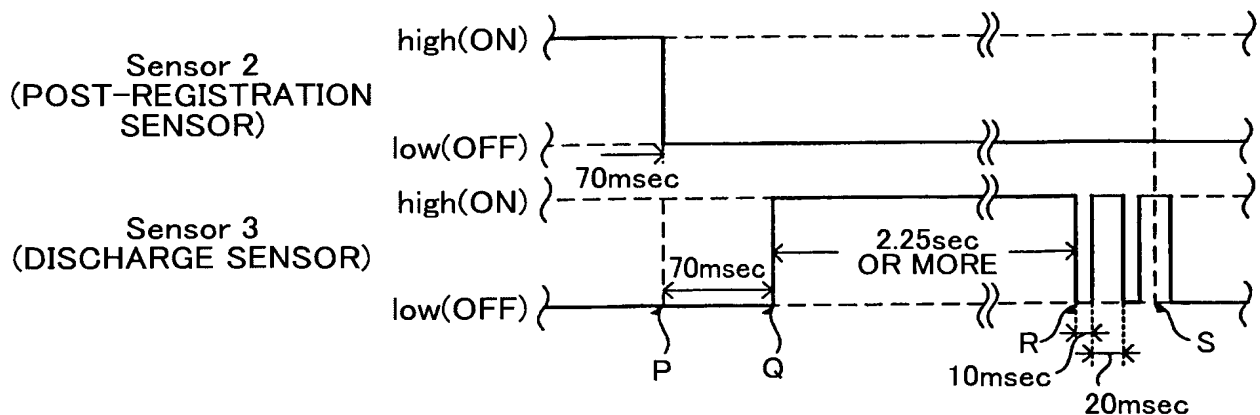 high(ON)
Sensor 2
(POST-REGISTRATION
SENSOR)
low(OFF)
70msec
high(ON)
Sensor 3
(DISCHARGE SENSOR)
70msec
2.25sec
OR MORE
low(OFF)
P
Q
R
S
10msec
20msec